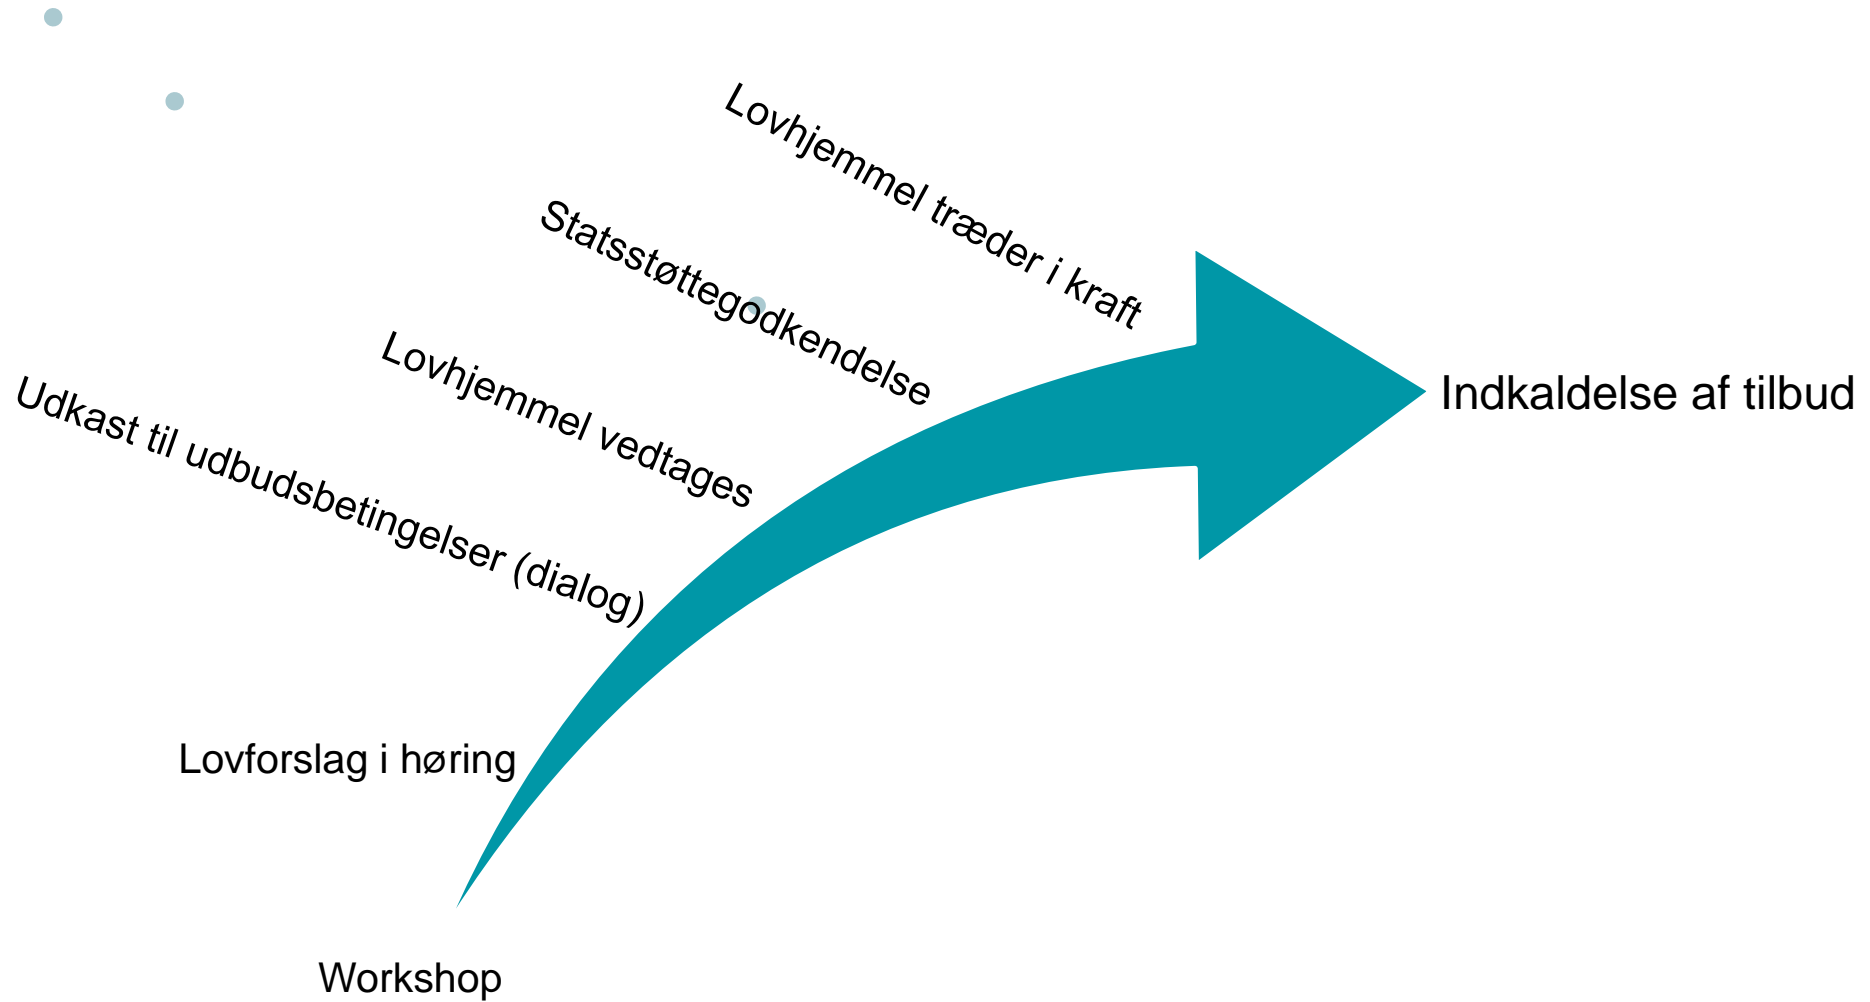 Lovhjemmel træder i kraft
Statsstøttegodkendelse
Lovhjemmel vedtages
Udkast til udbudsbetingelser (dialog)
Indkaldelse af tilbud
Lovforslag i høring
Workshop